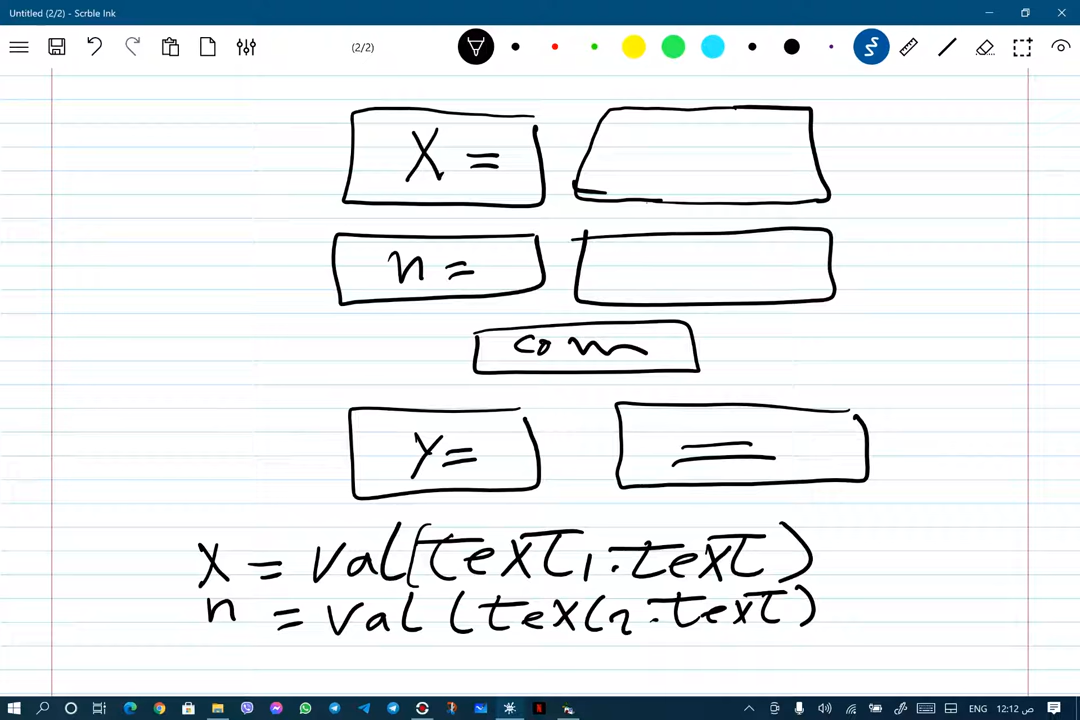 Untitled (2/2) - Scrble Ink
(2/2)
X =
n =
com
y=
X = val(text1.text)
n = val (text2.text)
ENG
12:12 ص